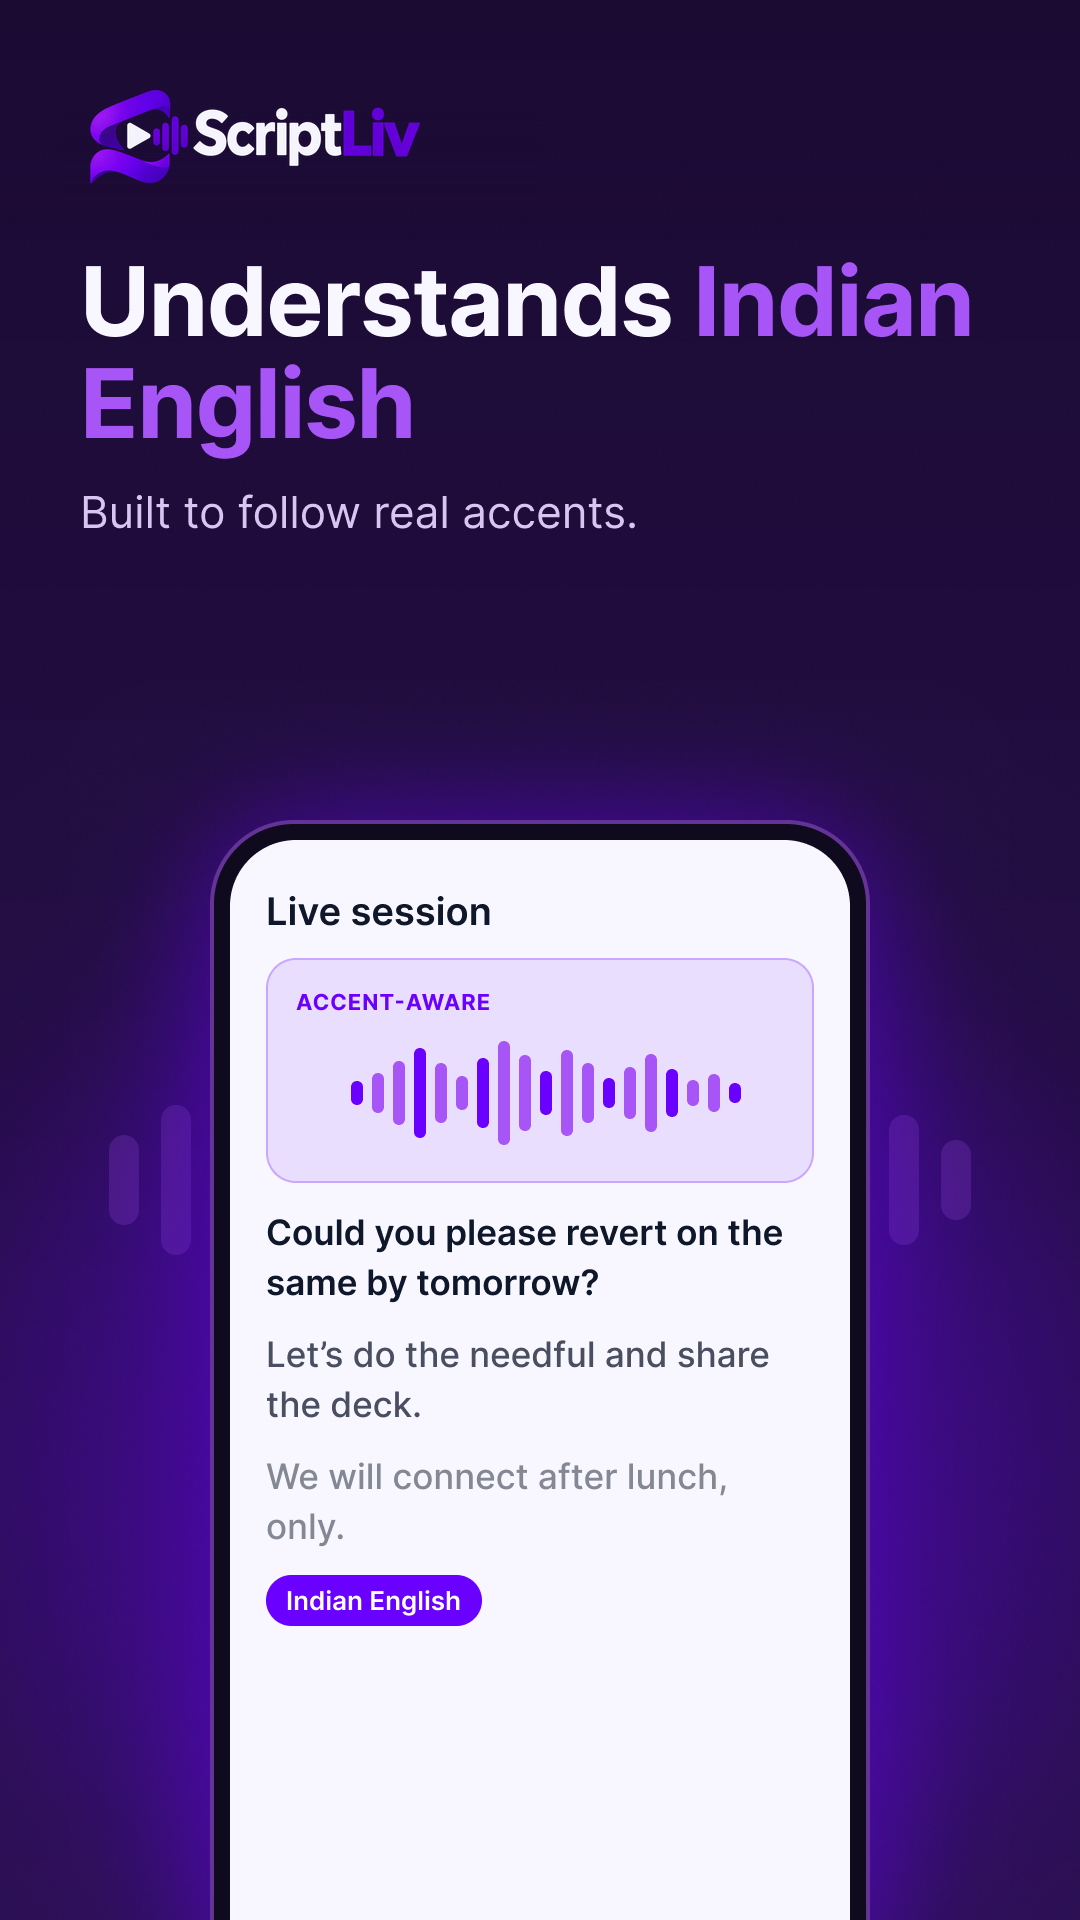 ScriptLiv
Understands Indian
English
Built to follow real accents.
Live session
ACCENT-AWARE
Could you please revert on the
same by tomorrow?
Let’s do the needful and share
the deck.
We will connect after lunch,
only.
Indian English